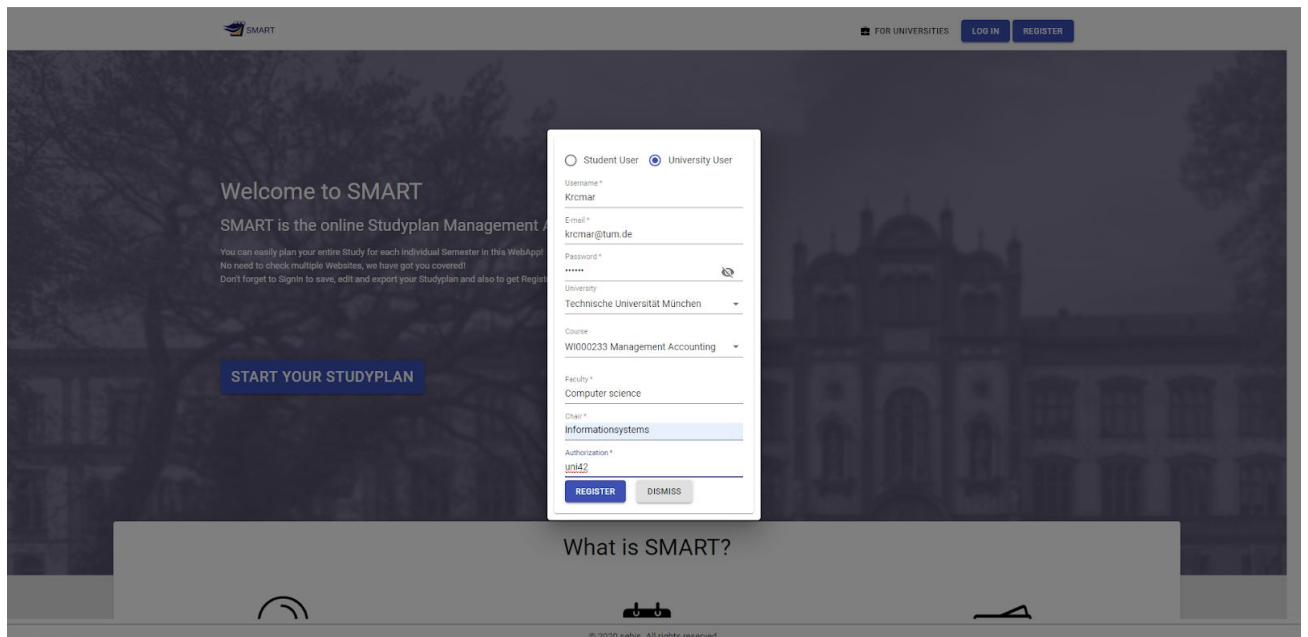 SMART
FOR UNIVERSITIES
LOG IN
REGISTER
Welcome to SMART
SMART is the online Studyplan Management
You can easily plan your entire Study for each individual Semester in this WebApp!
No need to check multiple Websites, we have got you covered!
Don't forget to SignIn to save, edit and export your Studyplan and also to get
START YOUR STUDYPLAN
Student User
University User
Username *
Krcmar
E-mail *
krcmar@tum.de
Password *
••••••
University
Technische Universität München
Course
WI000233 Management Accounting
Faculty *
Computer science
Chair *
Informationsystems
Authorization *
uni42
REGISTER
DISMISS
What is SMART?
© 2020 sebis. All rights reserved.